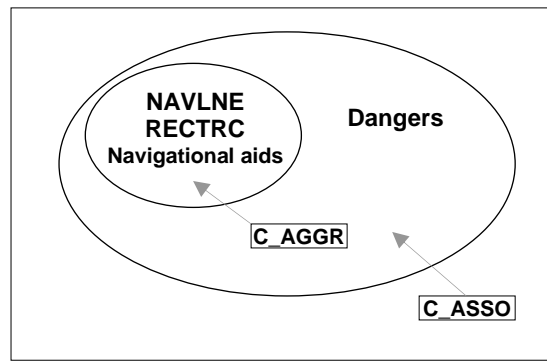 NAVLNE
RECTRC
Navigational aids
Dangers
C_AGGR
C_ASSO